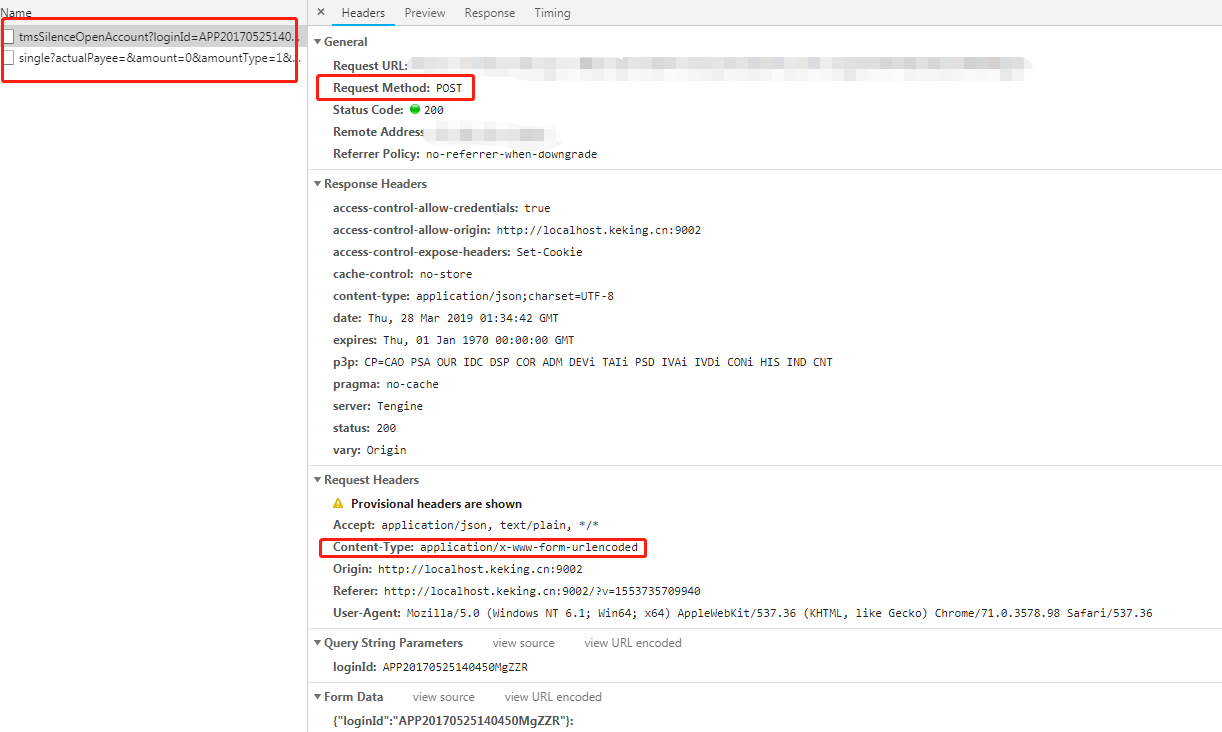 Name
tmsSilenceOpenAccount?loginId=APP20170525140...
single?actualPayee=&amount=0&amountType=1&...
× Headers Preview Response Timing
General
Request URL:
Request Method: POST
Status Code: 200
Remote Address
Referrer Policy: no-referrer-when-downgrade
Response Headers
access-control-allow-credentials: true
access-control-allow-origin: http://localhost.keking.cn:9002
access-control-expose-headers: Set-Cookie
cache-control: no-store
content-type: application/json;charset=UTF-8
date: Thu, 28 Mar 2019 01:34:42 GMT
expires: Thu, 01 Jan 1970 00:00:00 GMT
p3p: CP=CAO PSA OUR IDC DSP COR ADM DEVi TAIi PSD IVAi IVDi CONi HIS IND CNT
pragma: no-cache
server: Tengine
status: 200
vary: Origin
Request Headers
Provisional headers are shown
Accept: application/json, text/plain, */*
Content-Type: application/x-www-form-urlencoded
Origin: http://localhost.keking.cn:9002
Referer: http://localhost.keking.cn:9002/?v=1553735709940
User-Agent: Mozilla/5.0 (Windows NT 6.1; Win64; x64) AppleWebKit/537.36 (KHTML, like Gecko) Chrome/71.0.3578.98 Safari/537.36
Query String Parameters view source view URL encoded
loginId: APP20170525140450MgZZR
Form Data view source view URL encoded
{"loginId":"APP20170525140450MgZZR"}: